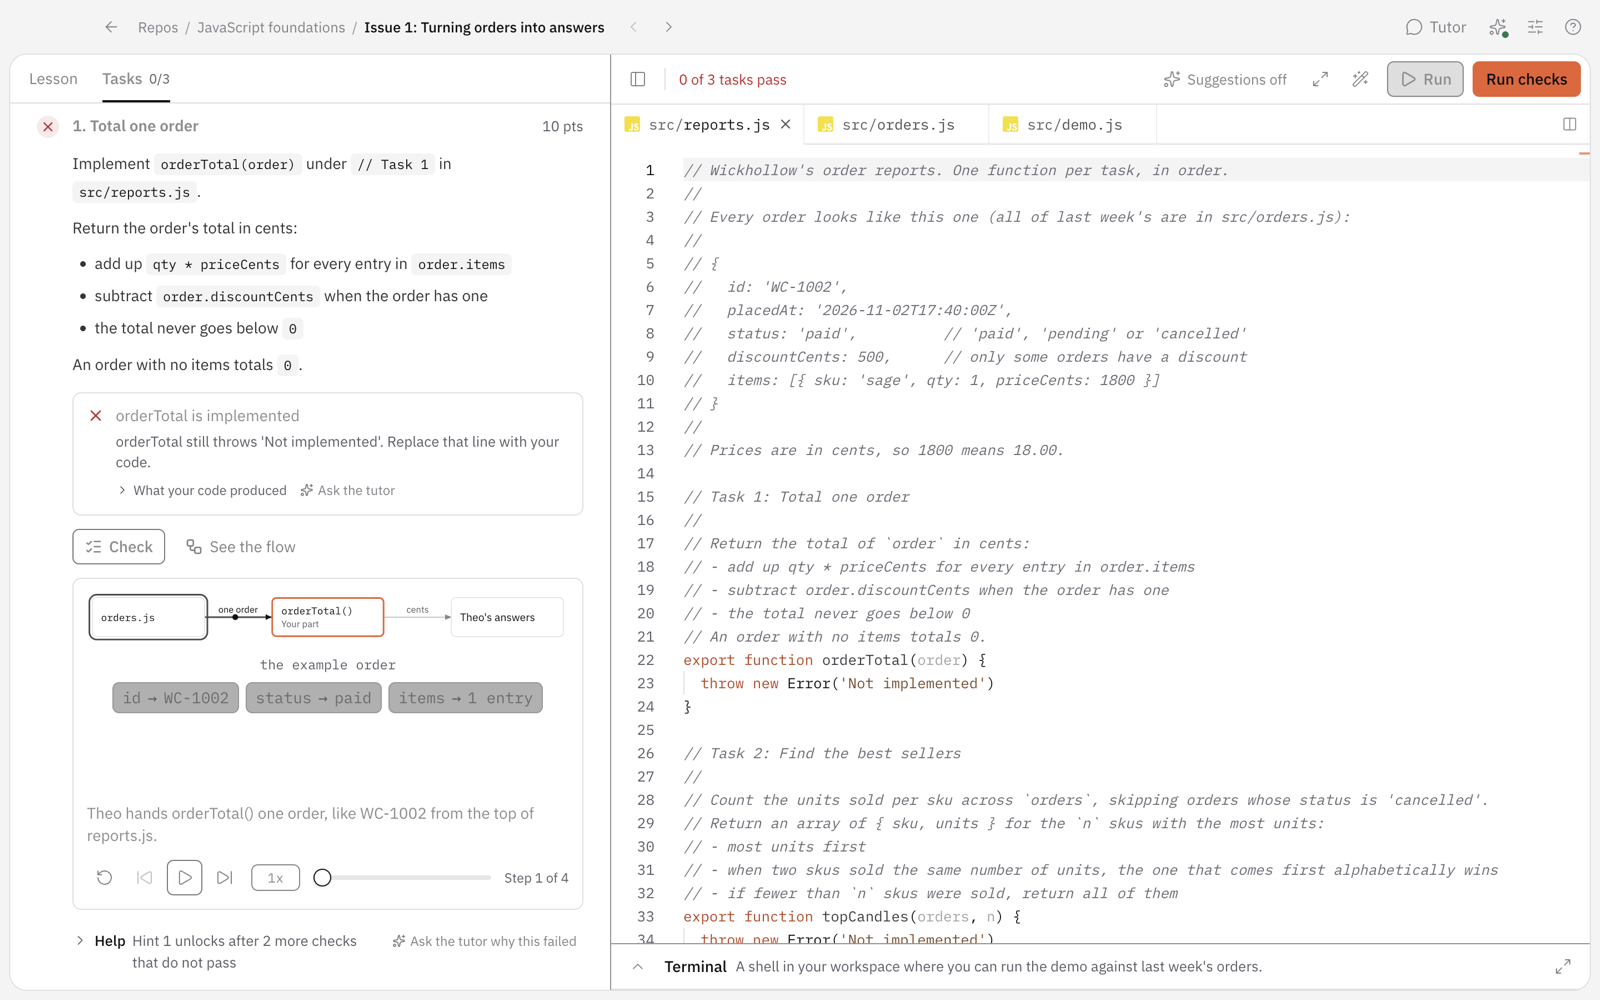 Repos / JavaScript foundations / Issue 1: Turning orders into answers
Tutor
Lesson
Tasks 0/3
1. Total one order
10 pts
Implement orderTotal(order) under // Task 1 in
src/reports.js .
Return the order's total in cents:
• add up qty * priceCents for every entry in order.items
• subtract order.discountCents when the order has one
• the total never goes below 0
An order with no items totals 0 .
orderTotal is implemented
orderTotal still throws 'Not implemented'. Replace that line with your
code.
What your code produced
Ask the tutor
Check
See the flow
orders.js
one order
orderTotal()
Your part
cents
Theo's answers
the example order
id → WC-1002
status → paid
items → 1 entry
Theo hands orderTotal() one order, like WC-1002 from the top of
reports.js.
1x
Step 1 of 4
Help Hint 1 unlocks after 2 more checks
that do not pass
Ask the tutor why this failed
0 of 3 tasks pass
Suggestions off
Run
Run checks
JS src/reports.js
JS src/orders.js
JS src/demo.js
1 // Wickhollow's order reports. One function per task, in order.
2 //
3 // Every order looks like this one (all of last week's are in src/orders.js):
4 //
5 // {
6 //   id: 'WC-1002',
7 //   placedAt: '2026-11-02T17:40:00Z',
8 //   status: 'paid',          // 'paid', 'pending' or 'cancelled'
9 //   discountCents: 500,      // only some orders have a discount
10 //   items: [{ sku: 'sage', qty: 1, priceCents: 1800 }]
11 // }
12 //
13 // Prices are in cents, so 1800 means 18.00.
14
15 // Task 1: Total one order
16 //
17 // Return the total of `order` in cents:
18 // - add up qty * priceCents for every entry in order.items
19 // - subtract order.discountCents when the order has one
20 // - the total never goes below 0
21 // An order with no items totals 0.
22 export function orderTotal(order) {
23   throw new Error('Not implemented')
24 }
25
26 // Task 2: Find the best sellers
27 //
28 // Count the units sold per sku across `orders`, skipping orders whose status is 'cancelled'.
29 // Return an array of { sku, units } for the `n` skus with the most units:
30 // - most units first
31 // - when two skus sold the same number of units, the one that comes first alphabetically wins
32 // - if fewer than `n` skus were sold, return all of them
33 export function topCandles(orders, n) {
34   throw new Error('Not implemented')
Terminal A shell in your workspace where you can run the demo against last week's orders.